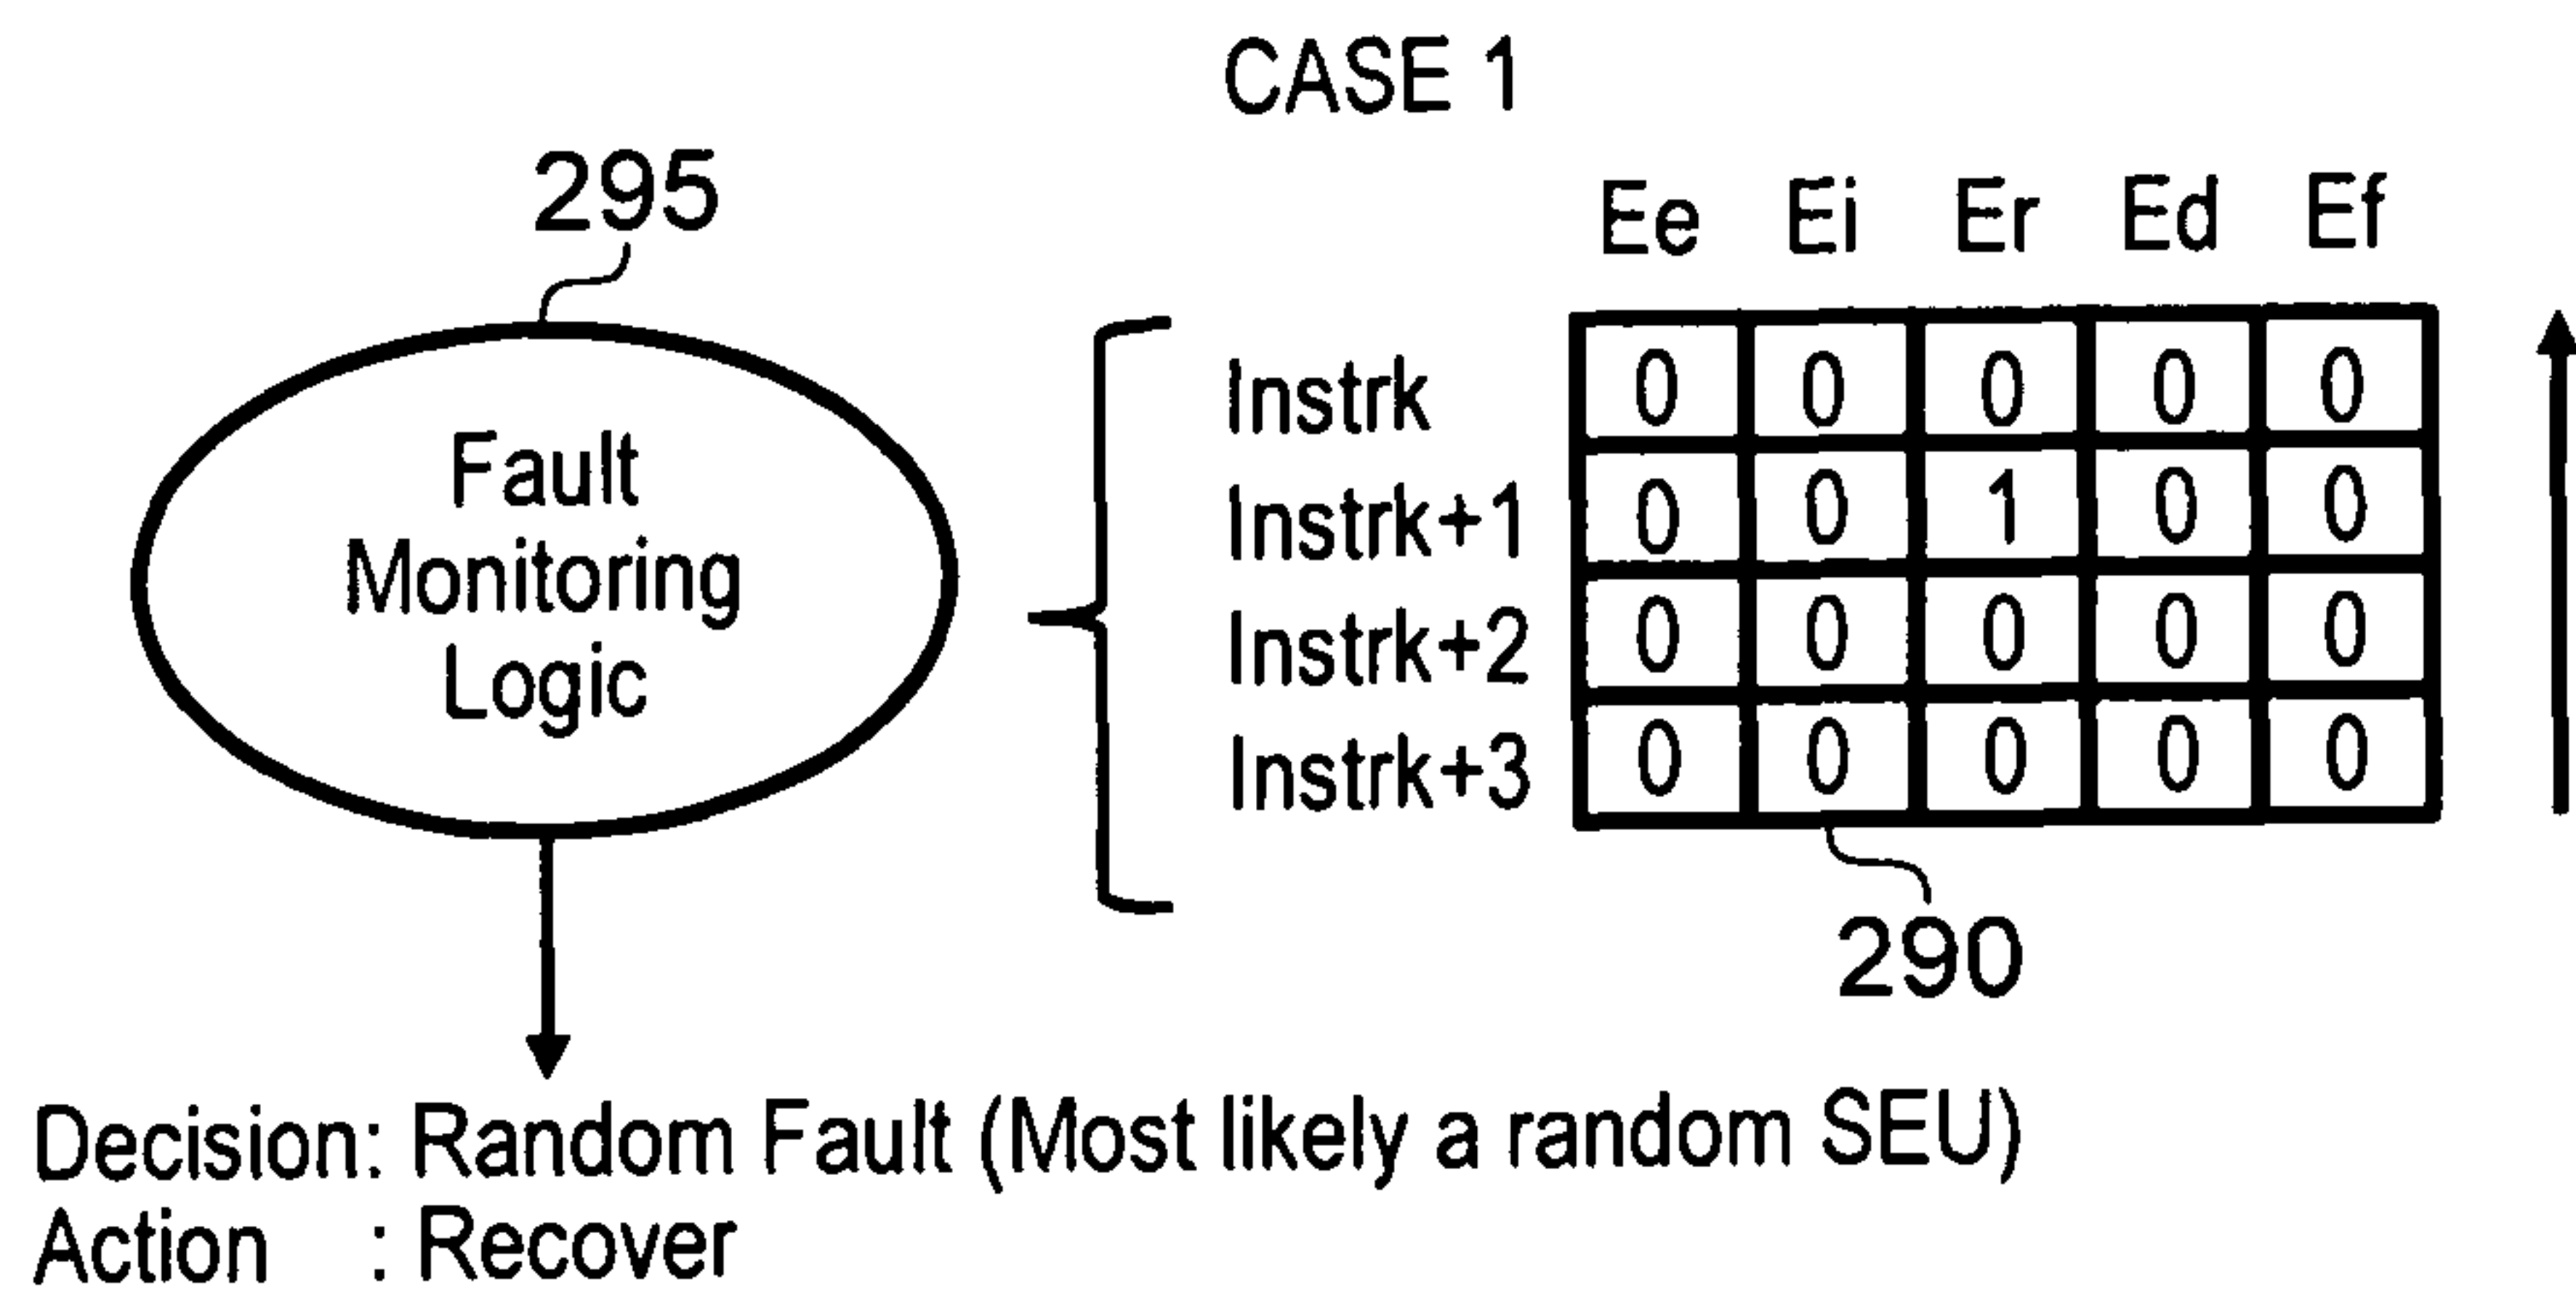 CASE 1
295
Ee Ei Er Ed Ef
Fault
Monitoring
Logic
Instrk 0 0 0 0 0
Instrk+1 0 0 1 0 0
Instrk+2 0 0 0 0 0
Instrk+3 0 0 0 0 0
290
Decision: Random Fault (Most likely a random SEU)
Action : Recover